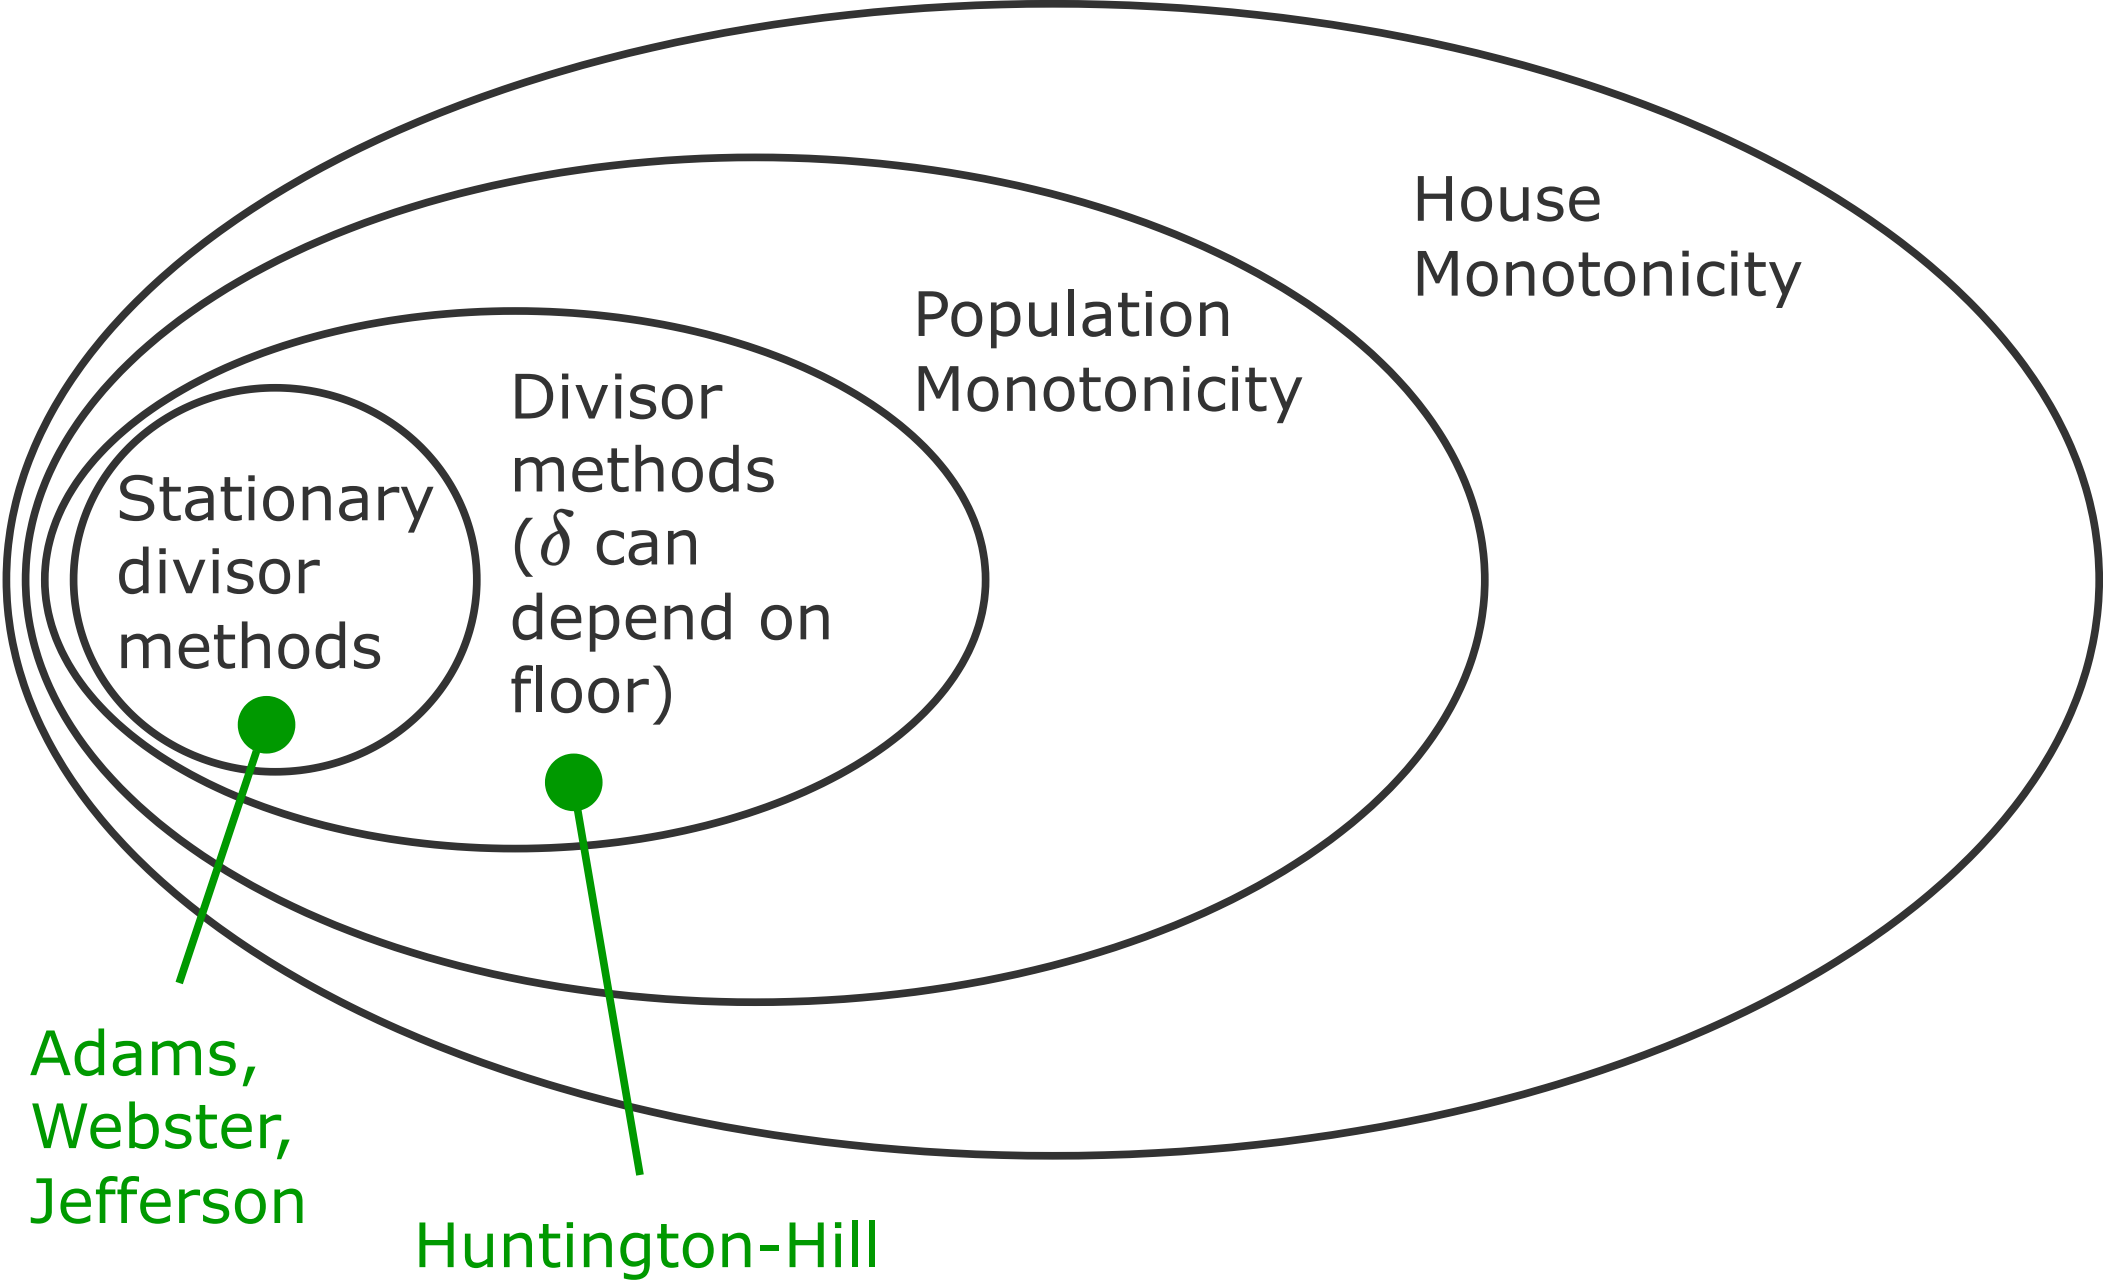 House
Monotonicity
Population
Monotonicity
Divisor
methods
(δ can
depend on
floor)
Stationary
divisor
methods
Adams,
Webster,
Jefferson
Huntington-Hill